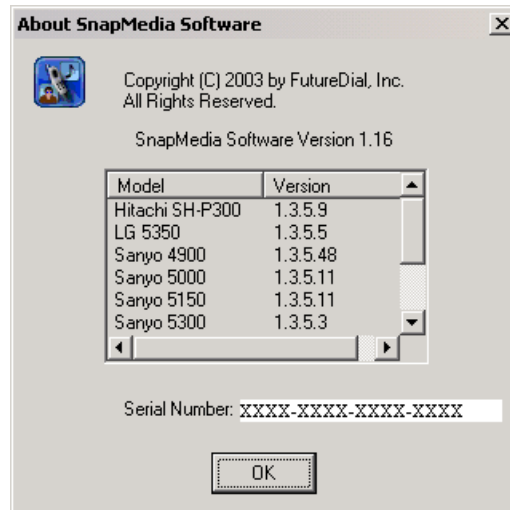 About SnapMedia Software
Copyright (C) 2003 by FutureDial, Inc.
All Rights Reserved.
SnapMedia Software Version 1.16
Model Version
Hitachi SH-P300 1.3.5.9
LG 5350 1.3.5.5
Sanyo 4900 1.3.5.48
Sanyo 5000 1.3.5.11
Sanyo 5150 1.3.5.11
Sanyo 5300 1.3.5.3
Serial Number: XXXX-XXXX-XXXX-XXXX
OK